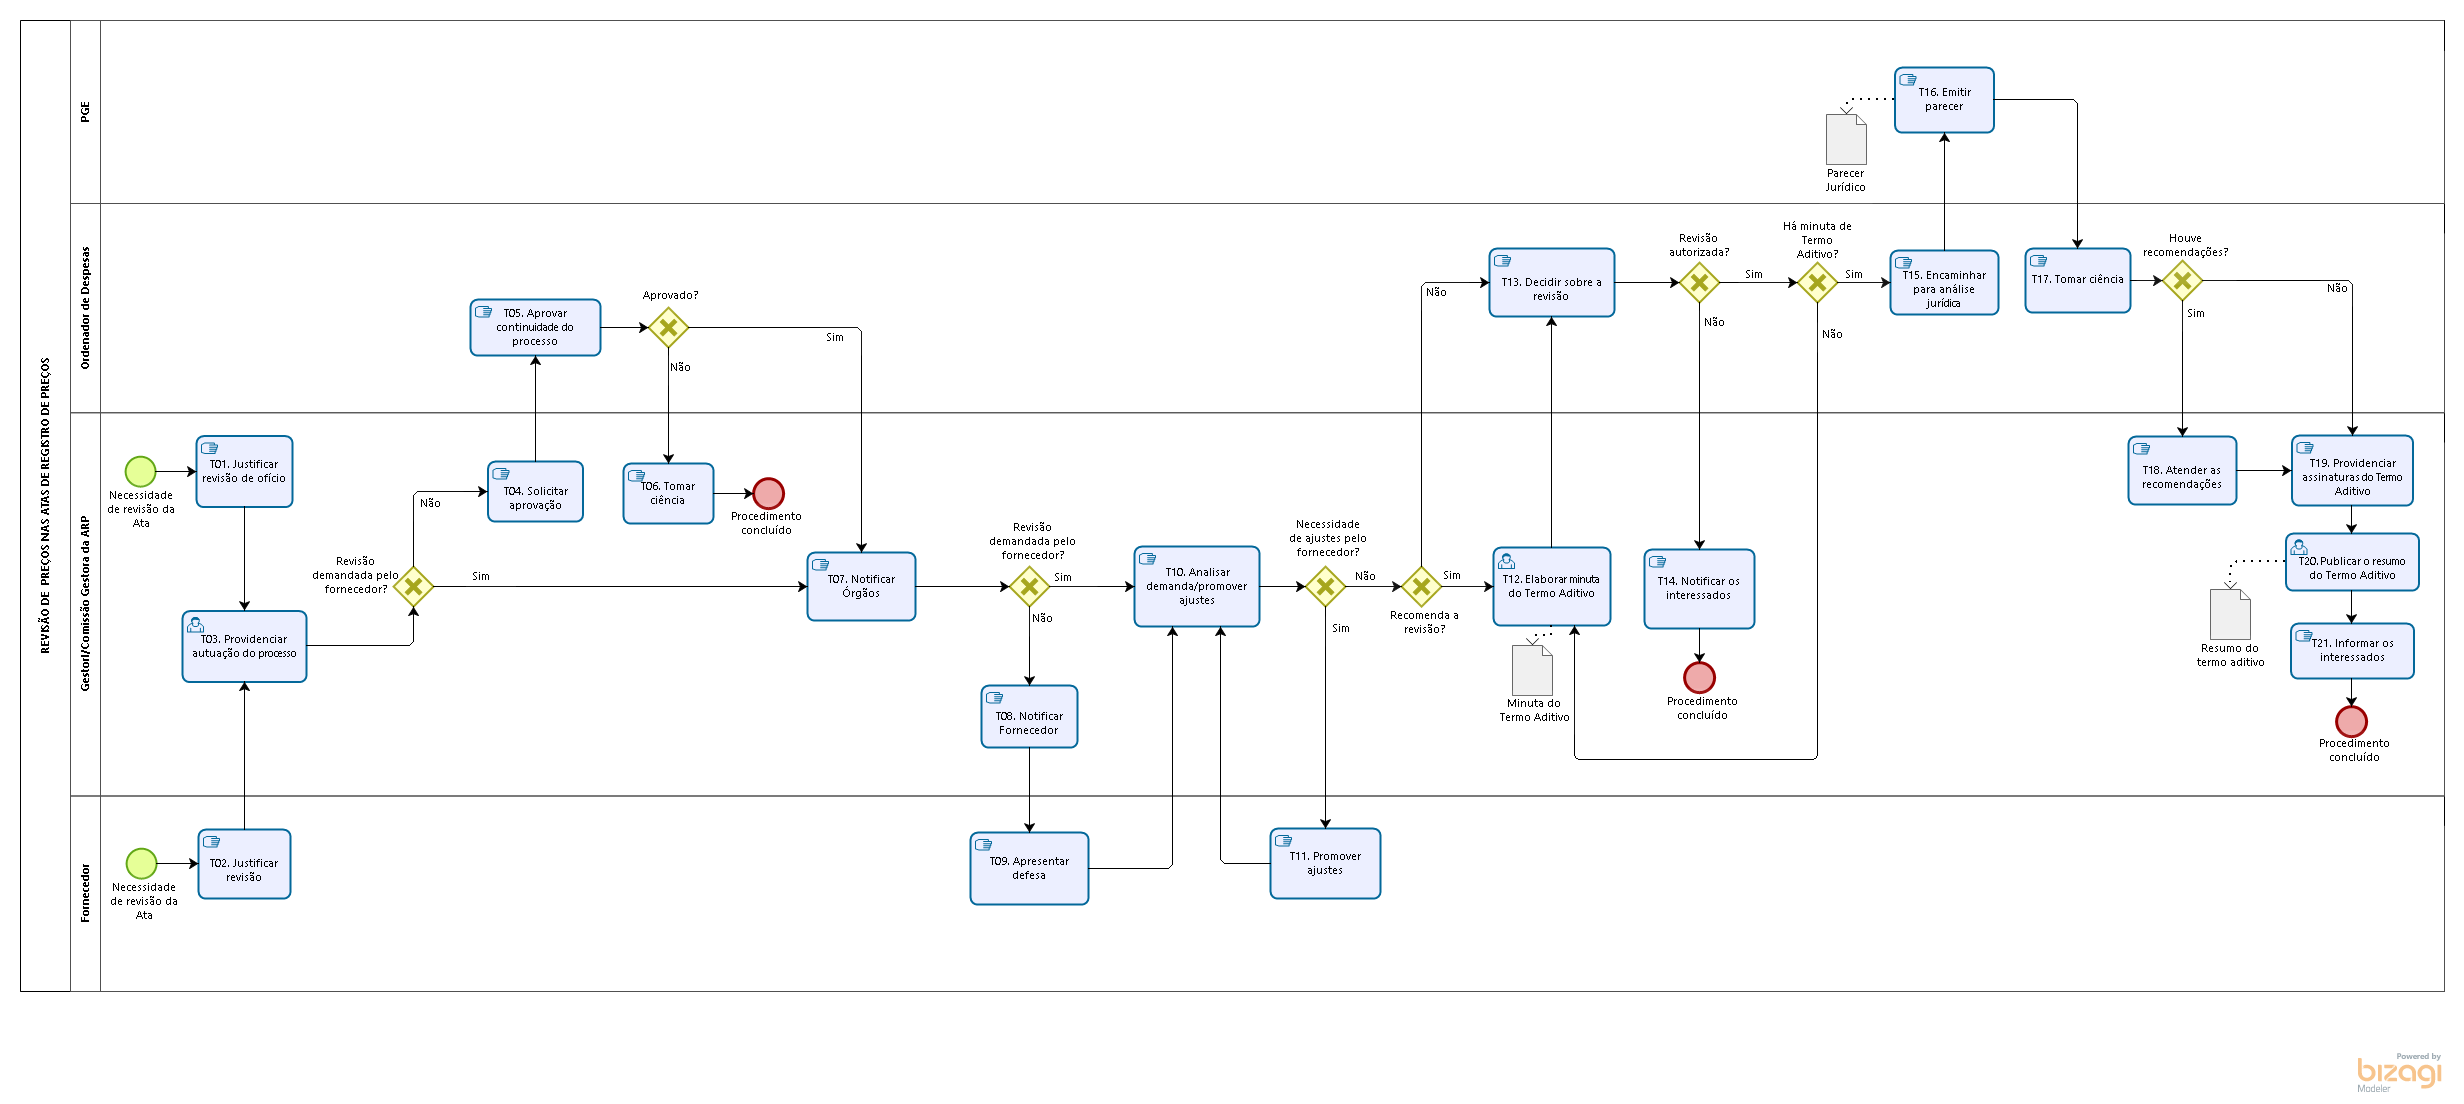 REVISÃO DE PREÇOS NAS ATAS DE REGISTRO DE PREÇOS
PGE
T16. Emitir
parecer
Parecer
Jurídico
Ordenador de Despesas
T05. Aprovar
continuidade do
processo
Aprovado?
Sim
Não
Não
T13. Decidir sobre a
revisão
Revisão
autorizada?
Sim
Não
Há minuta de
Termo
Aditivo?
Sim
Não
T15. Encaminhar
para análise
jurídica
T17. Tomar ciência
Houve
recomendações?
Não
Sim
Gestorl/Comissão Gestora da ARP
Necessidade
de revisão da
Ata
T01. Justificar
revisão de ofício
T03. Providenciar
autuação do processo
Revisão
demandada pelo
fornecedor?
Não
Sim
T04. Solicitar
aprovação
T06. Tomar
ciência
Procedimento
concluído
T07. Notificar
Órgãos
Revisão
demandada pelo
fornecedor?
Sim
Não
T08. Notificar
Fornecedor
T10. Analisar
demanda/promover
ajustes
Necessidade
de ajustes pelo
fornecedor?
Não
Sim
Recomenda a
revisão?
Sim
T12. Elaborar minuta
do Termo Aditivo
Minuta do
Termo Aditivo
T14. Notificar os
interessados
Procedimento
concluído
T18. Atender as
recomendações
T19. Providenciar
assinaturas do Termo
Aditivo
T20. Publicar o resumo
do Termo Aditivo
Resumo do
termo aditivo
T21. Informar os
interessados
Procedimento
concluído
Fornecedor
Necessidade
de revisão da
Ata
T02. Justificar
revisão
T09. Apresentar
defesa
T11. Promover
ajustes
Powered by
bizagi
Modeler